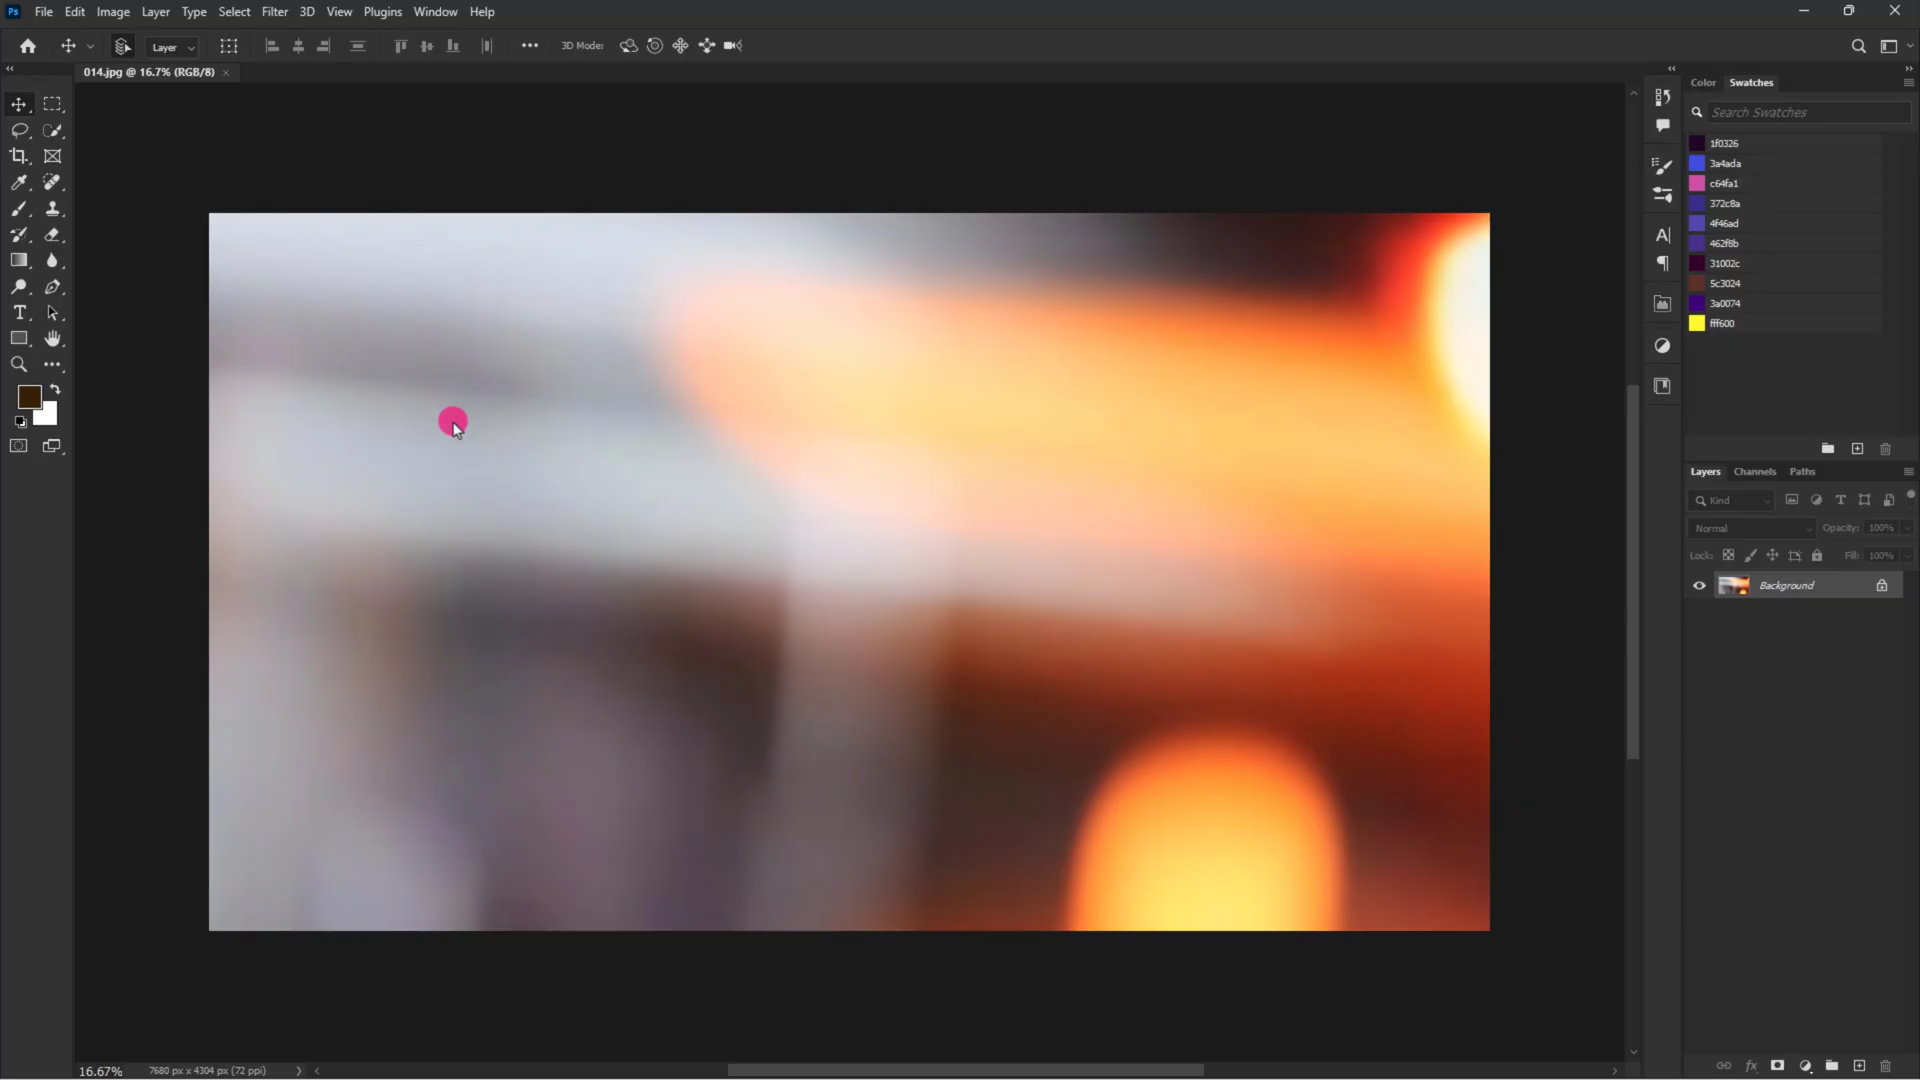 Ps File Edit Image Layer Type Select Filter 3D View Plugins Window Help
Layer 3D Mode:
014.jpg @ 16.7% (RGB/8)
Color Swatches
Search Swatches
1f0326
3a4ada
c64fa1
372c8a
4f46ad
462f8b
31002c
5c3024
3a0074
fff600
Layers Channels Paths
Kind
Normal Opacity: 100%
Lock: Fill: 100%
Background
16.67% 7680 px x 4304 px (72 ppi)